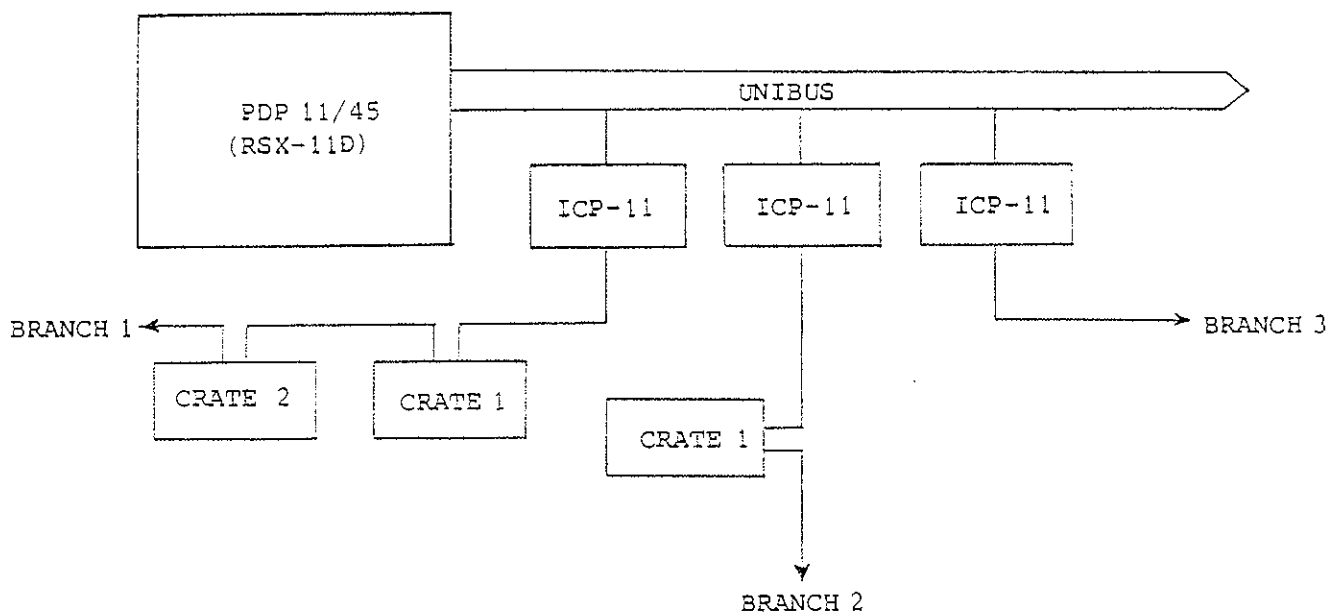 PDP 11/45
(RSX-11D)
UNIBUS
ICP-11
ICP-11
ICP-11
BRANCH 1
BRANCH 3
CRATE 2
CRATE 1
CRATE 1
BRANCH 2